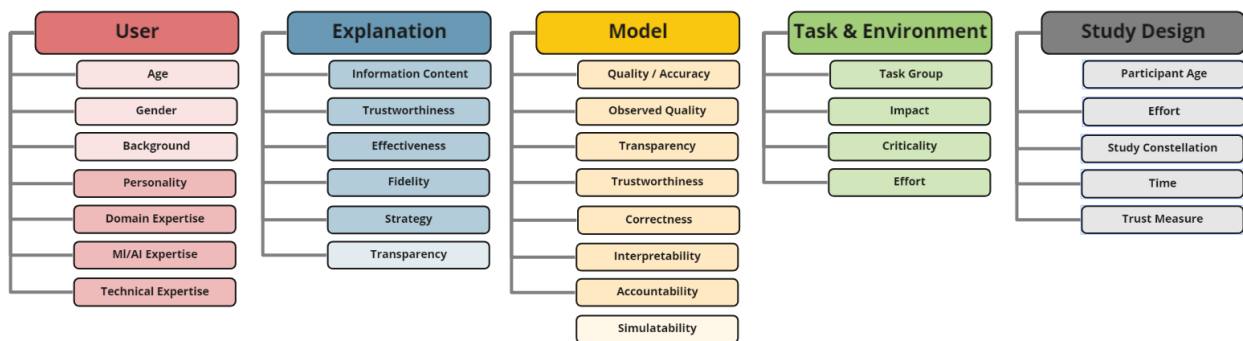 User
Age
Gender
Background
Personality
Domain Expertise
Ml/AI Expertise
Technical Expertise
Explanation
Information Content
Trustworthiness
Effectiveness
Fidelity
Strategy
Transparency
Model
Quality / Accuracy
Observed Quality
Transparency
Trustworthiness
Correctness
Interpretability
Accountability
Simulatability
Task & Environment
Task Group
Impact
Criticality
Effort
Study Design
Participant Age
Effort
Study Constellation
Time
Trust Measure